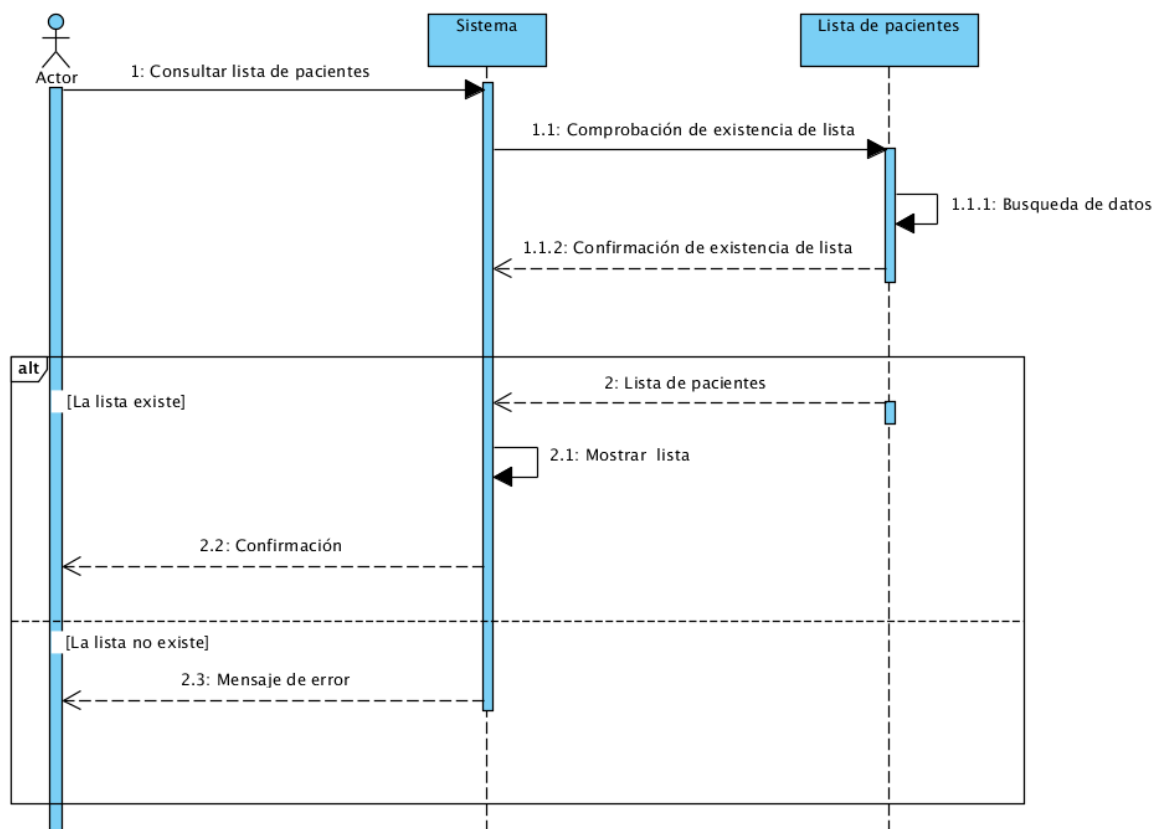 Sistema
Lista de pacientes
Actor
1: Consultar lista de pacientes
1.1: Comprobación de existencia de lista
1.1.1: Busqueda de datos
1.1.2: Confirmación de existencia de lista
alt
2: Lista de pacientes
[La lista existe]
2.1: Mostrar  lista
2.2: Confirmación
[La lista no existe]
2.3: Mensaje de error